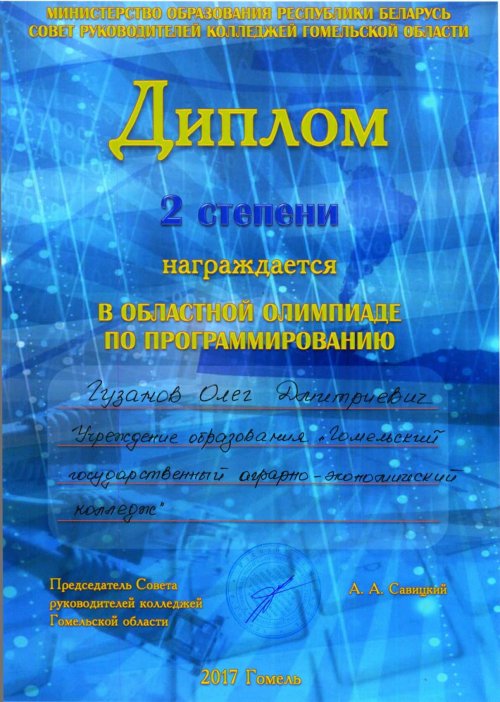 МИНИСТЕРСТВО ОБРАЗОВАНИЯ РЕСПУБЛИКИ БЕЛАРУСЬ
СОВЕТ РУКОВОДИТЕЛЕЙ КОЛЛЕДЖЕЙ ГОМЕЛЬСКОЙ ОБЛАСТИ
Диплом
2 степени
награждается
В ОБЛАСТНОЙ ОЛИМПИАДЕ
ПО ПРОГРАММИРОВАНИЮ
Гузанов Олег Дмитриевич
Учреждение образования „Гомельский
государственный аграрно-экономический
колледж"
Председатель Совета
руководителей колледжей
Гомельской области
А. А. Савицкий
2017 Гомель